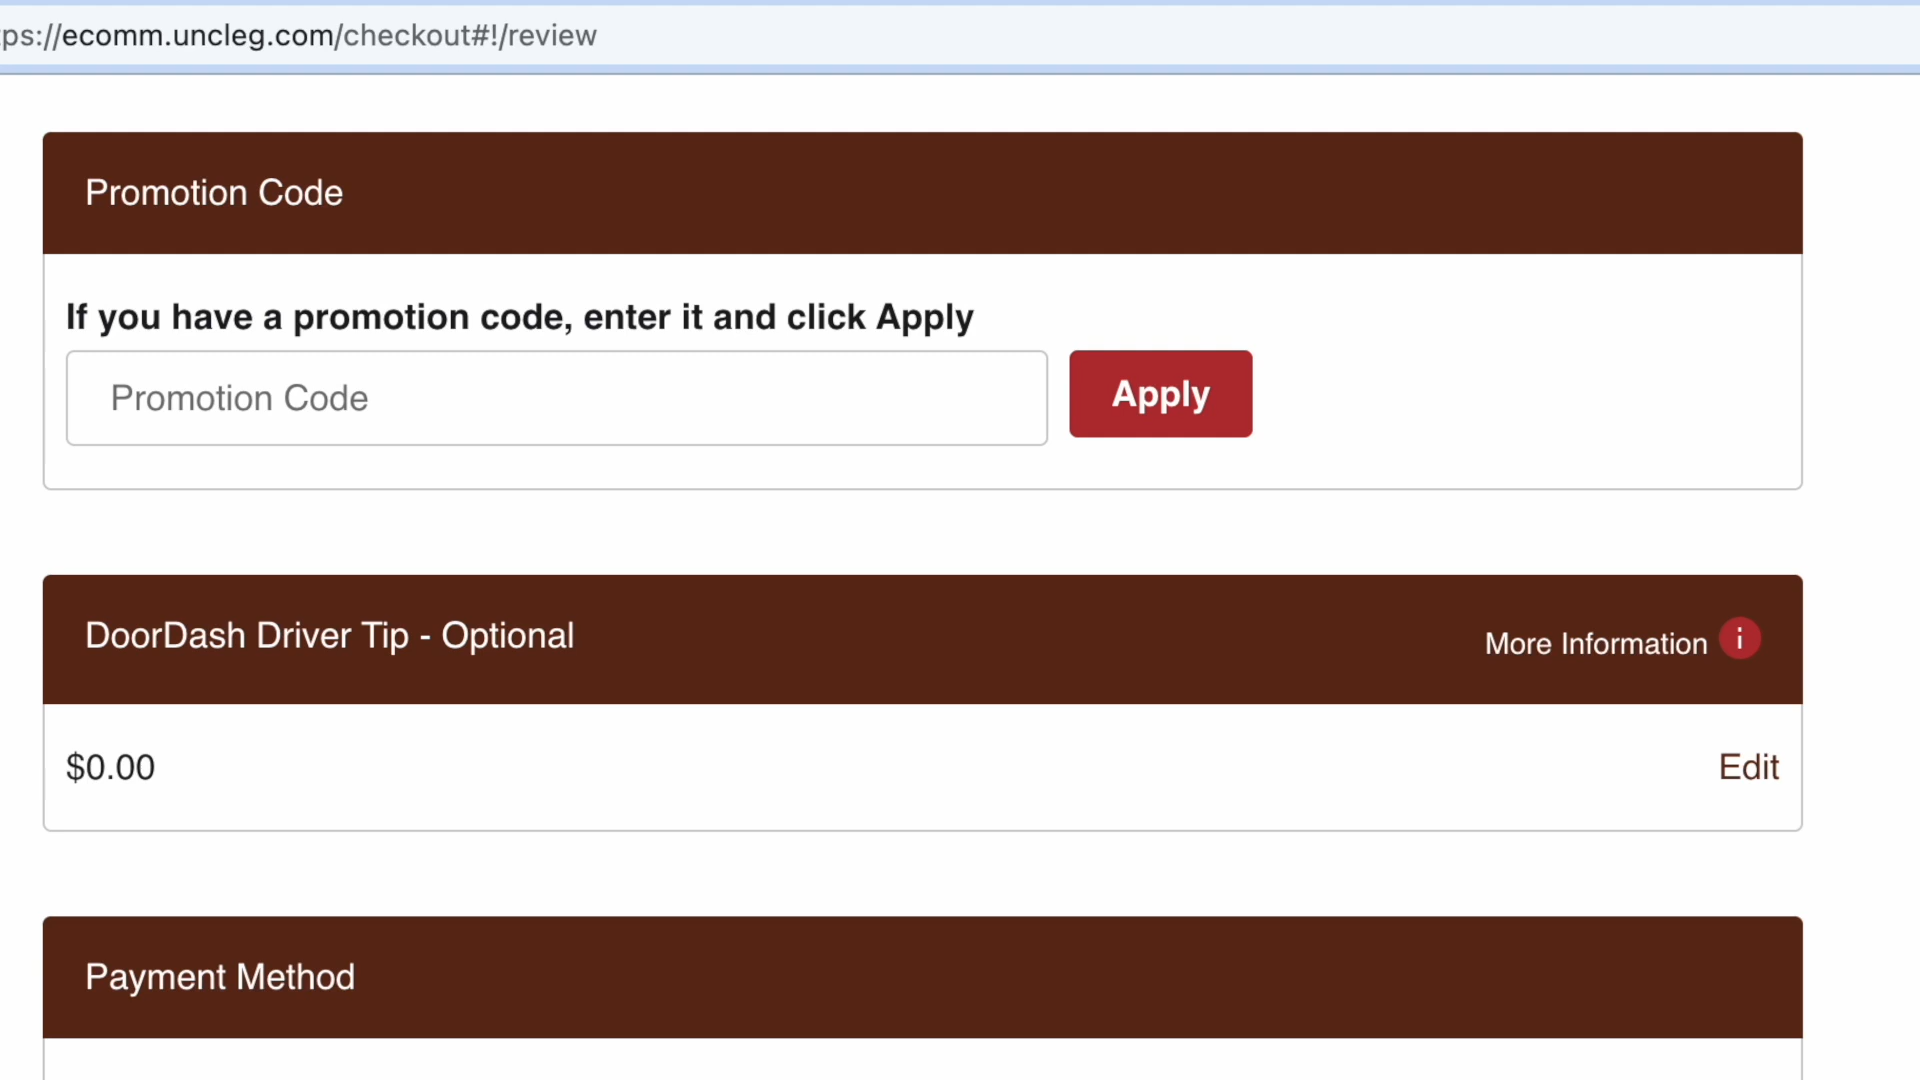 ps://ecomm.uncleg.com/checkout#!/review
Promotion Code
If you have a promotion code, enter it and click Apply
Promotion Code
Apply
DoorDash Driver Tip - Optional
More Information i
$0.00
Edit
Payment Method